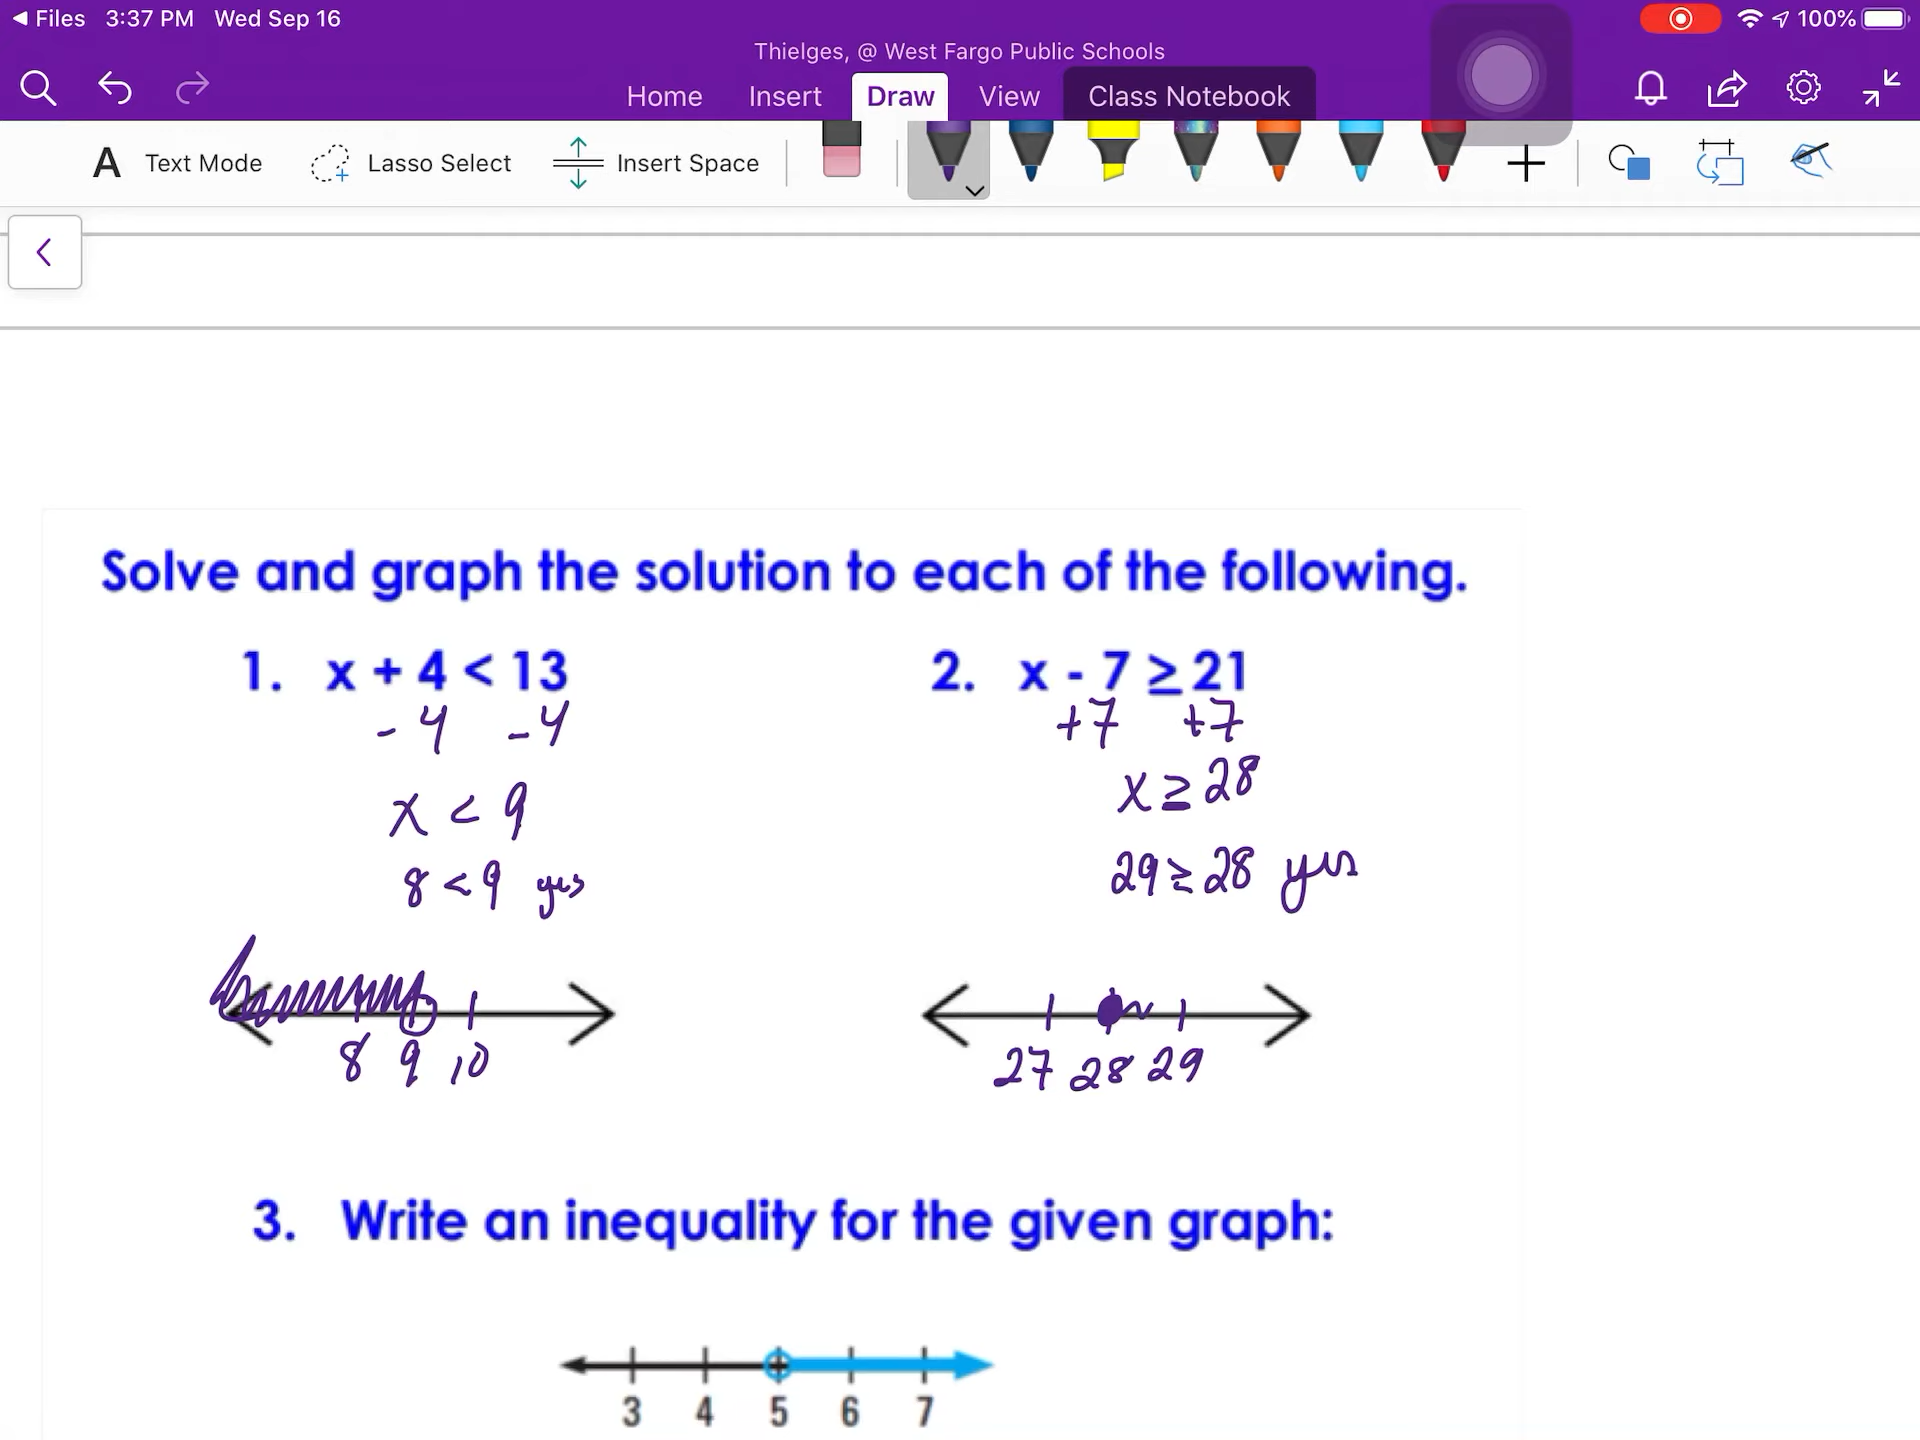 Files 3:37 PM Wed Sep 16 100%
Thielges, @ West Fargo Public Schools
Home Insert Draw View Class Notebook
A Text Mode Lasso Select Insert Space
Solve and graph the solution to each of the following.
1. x + 4 < 13
- 4 - 4
x < 9
8 < 9 yes
8 9 10
2. x - 7 ≥ 21
+7 +7
x ≥ 28
29 ≥ 28 yes
27 28 29
3. Write an inequality for the given graph:
3 4 5 6 7